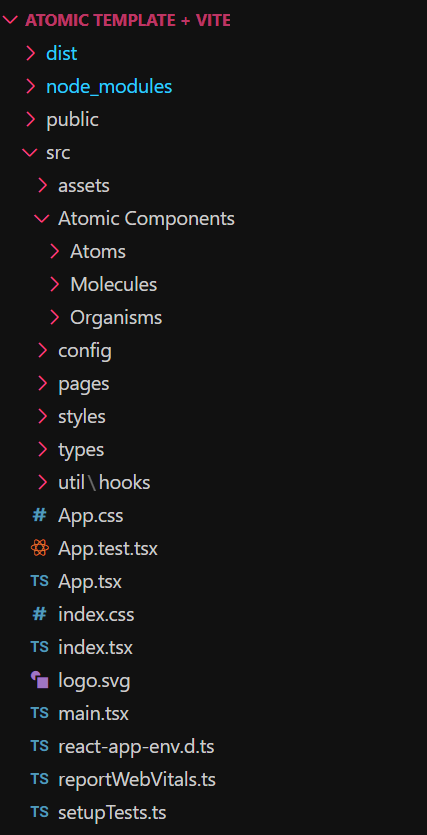 ATOMIC TEMPLATE + VITE
dist
node_modules
public
src
assets
Atomic Components
Atoms
Molecules
Organisms
config
pages
styles
types
util\hooks
# App.css
App.test.tsx
TS App.tsx
# index.css
TS index.tsx
logo.svg
TS main.tsx
TS react-app-env.d.ts
TS reportWebVitals.ts
TS setupTests.ts